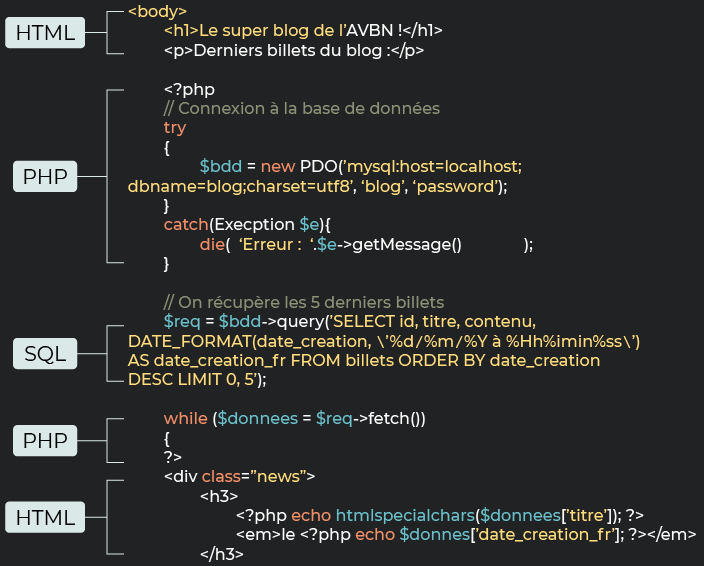 HTML
<body>
<h1>Le super blog de l'AVBN !</h1>
<p>Derniers billets du blog :</p>
PHP
<?php
// Connexion à la base de données
try
{
$bdd = new PDO('mysql:host=localhost;
dbname=blog;charset=utf8', 'blog', 'password');
}
catch(Execption $e){
die( 'Erreur : '.$e->getMessage() );
}
SQL
// On récupère les 5 derniers billets
$req = $bdd->query('SELECT id, titre, contenu,
DATE_FORMAT(date_creation, \'%d/%m/%Y à %Hh%imin%ss\')
AS date_creation_fr FROM billets ORDER BY date_creation
DESC LIMIT 0, 5');
PHP
while ($donnees = $req->fetch())
{
?>
HTML
<div class="news">
<h3>
<?php echo htmlspecialchars($donnees['titre']); ?>
<em>le <?php echo $donnes['date_creation_fr']; ?></em>
</h3>